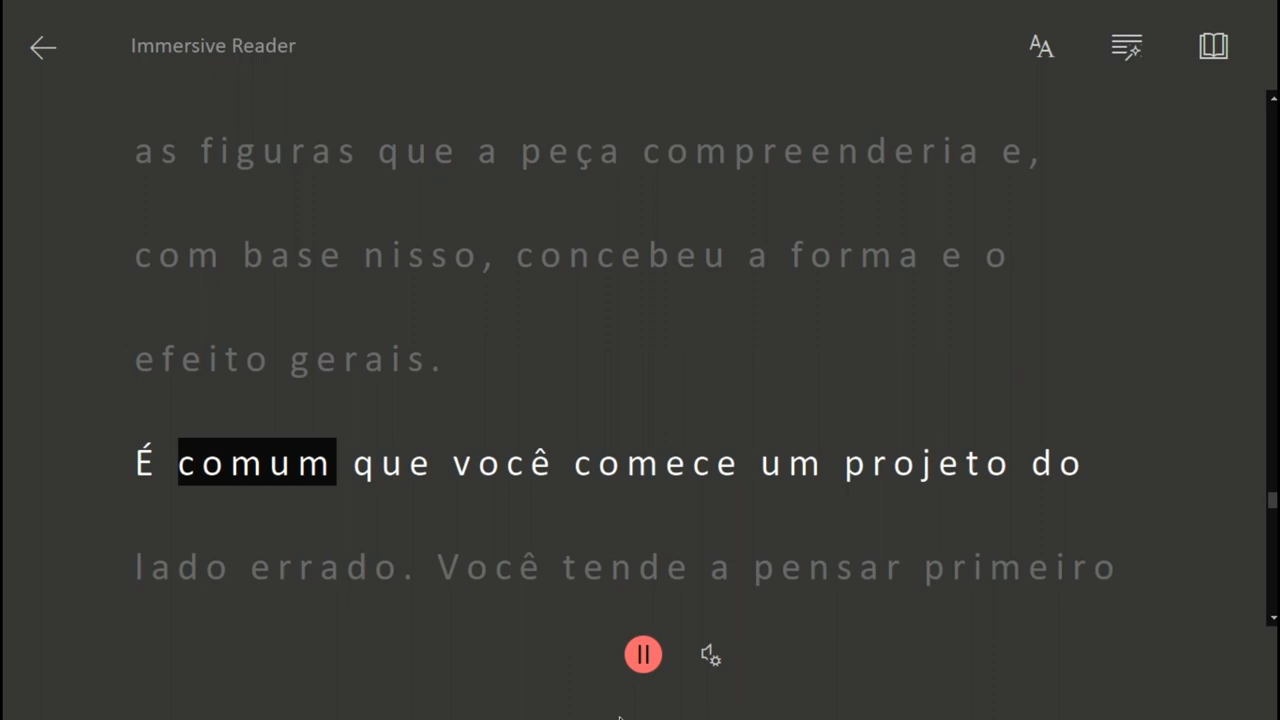 Immersive Reader
as figuras que a peça compreenderia e,
com base nisso, concebeu a forma e o
efeito gerais.
É comum que você comece um projeto do
lado errado. Você tende a pensar primeiro